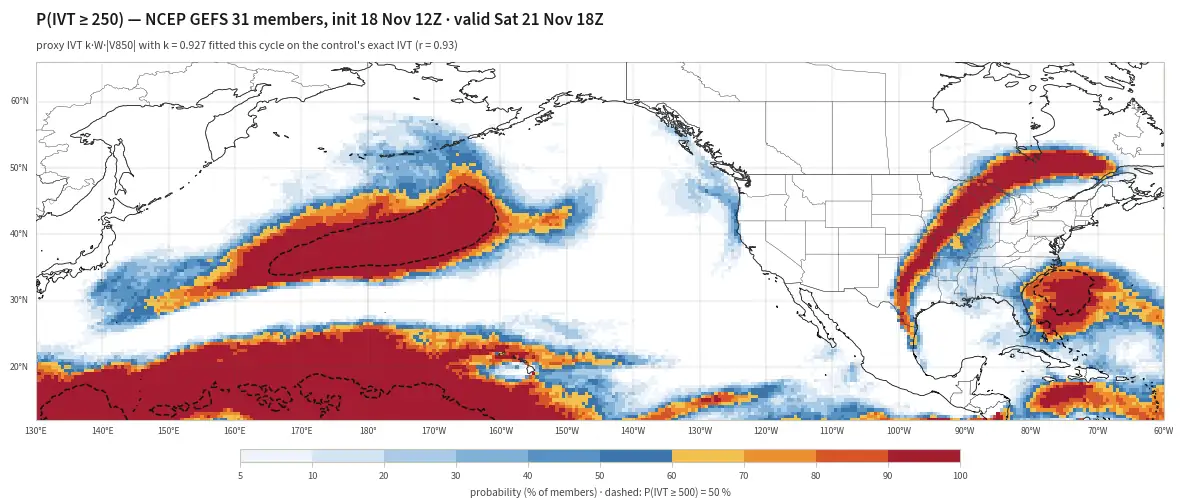 P(IVT ≥ 250) — NCEP GEFS 31 members, init 18 Nov 12Z · valid Sat 21 Nov 18Z
proxy IVT k·W·|V850| with k = 0.927 fitted this cycle on the control's exact IVT (r = 0.93)
60°N
50°N
40°N
30°N
20°N
130°E 140°E 150°E 160°E 170°E 180° 170°W 160°W 150°W 140°W 130°W 120°W 110°W 100°W 90°W 80°W 70°W 60°W
5 10 20 30 40 50 60 70 80 90 100
probability (% of members) · dashed: P(IVT ≥ 500) = 50 %